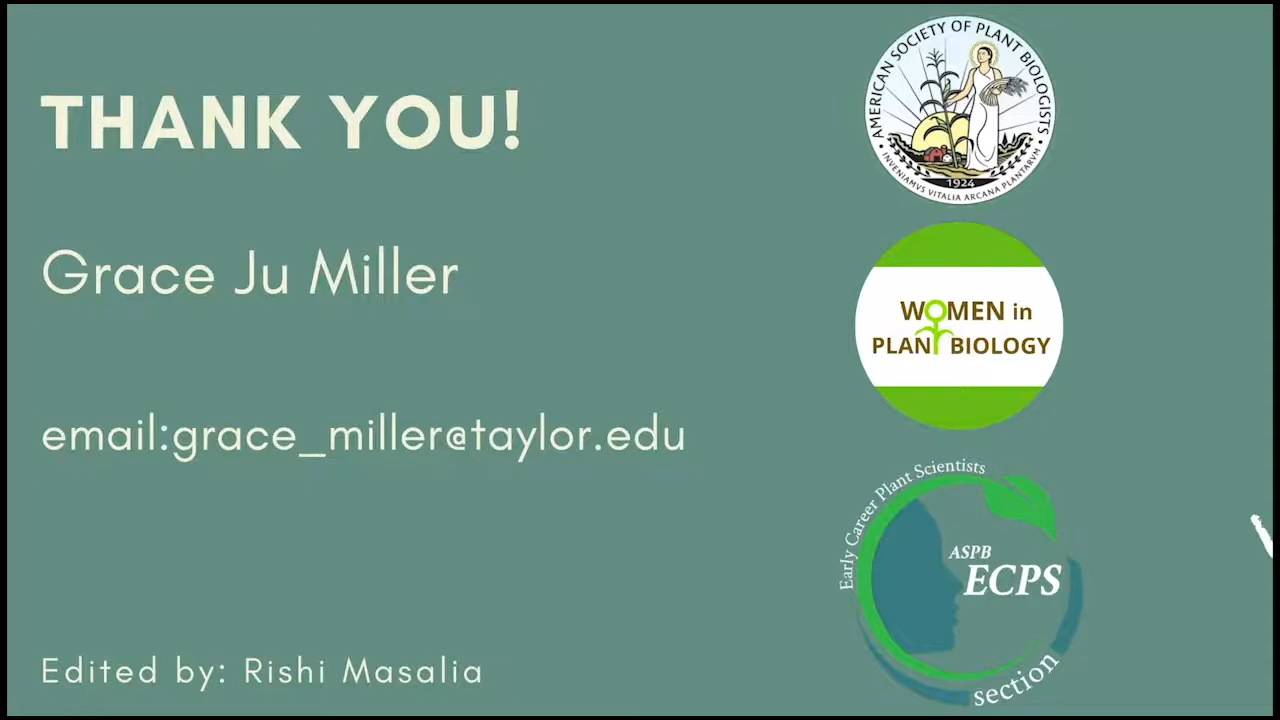 THANK YOU!
Grace Ju Miller
email:grace_miller@taylor.edu
Edited by: Rishi Masalia
AMERICAN SOCIETY OF PLANT BIOLOGISTS
1924
• INVENIAMVS VITALIA ARCANA PLANTARVM •
WOMEN in
PLANT BIOLOGY
Early Career Plant Scientists
ASPB
ECPS
section